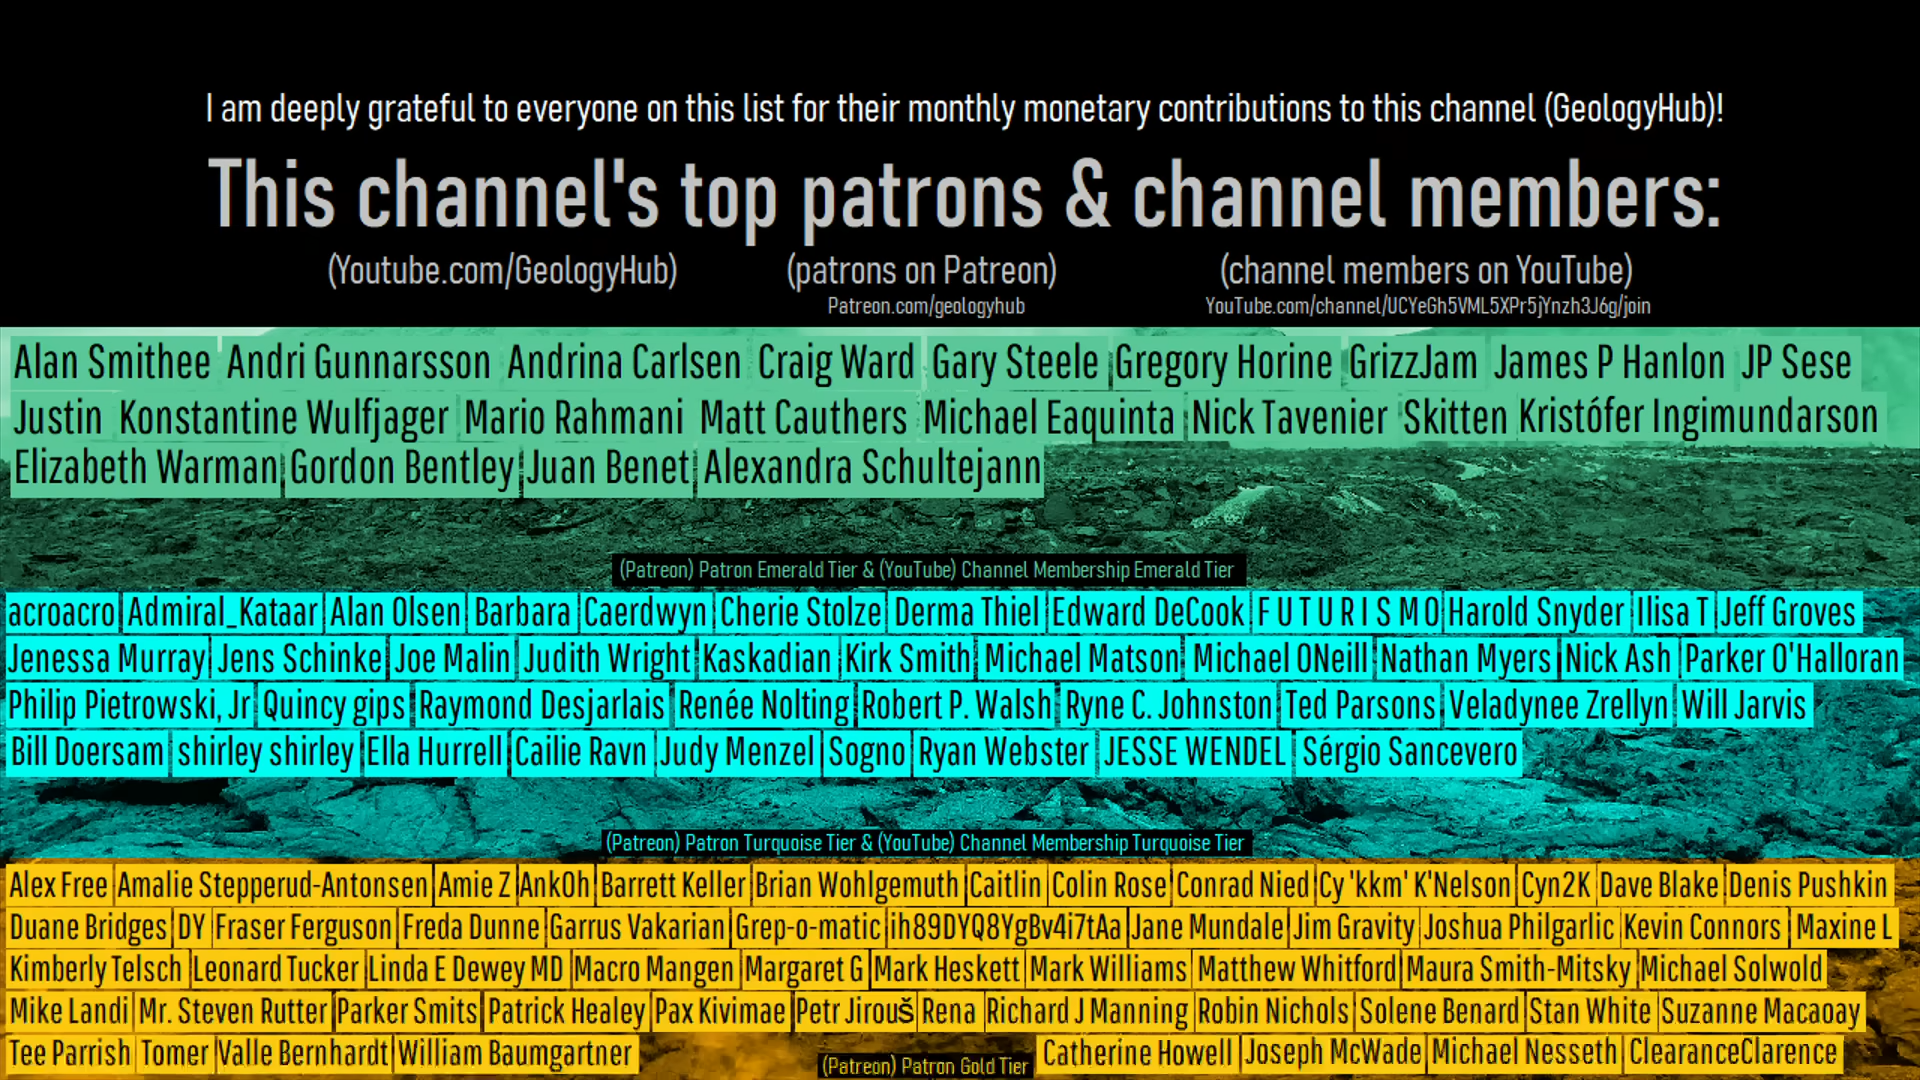 I am deeply grateful to everyone on this list for their monthly monetary contributions to this channel (GeologyHub)!
This channel's top patrons & channel members:
(Youtube.com/GeologyHub) (patrons on Patreon) (channel members on YouTube)
Patreon.com/geologyhub YouTube.com/channel/UCYeGh5VML5XPr5jYnzh3J6g/join
Alan Smithee Andri Gunnarsson Andrina Carlsen Craig Ward Gary Steele Gregory Horine GrizzJam James P Hanlon JP Sese
Justin Konstantine Wulfjager Mario Rahmani Matt Cauthers Michael Eaquinta Nick Tavenier Skitten Kristófer Ingimundarson
Elizabeth Warman Gordon Bentley Juan Benet Alexandra Schultejann
(Patreon) Patron Emerald Tier & (YouTube) Channel Membership Emerald Tier
acroacro Admiral_Kataar Alan Olsen Barbara Caerdwyn Cherie Stolze Derma Thiel Edward DeCook F U T U R I S M O Harold Snyder Ilisa T Jeff Groves
Jenessa Murray Jens Schinke Joe Malin Judith Wright Kaskadian Kirk Smith Michael Matson Michael ONeill Nathan Myers Nick Ash Parker O'Halloran
Philip Pietrowski, Jr Quincy gips Raymond Desjarlais Renée Nolting Robert P. Walsh Ryne C. Johnston Ted Parsons Veladynee Zrellyn Will Jarvis
Bill Doersam shirley shirley Ella Hurrell Cailie Ravn Judy Menzel Sogno Ryan Webster JESSE WENDEL Sérgio Sancevero
(Patreon) Patron Turquoise Tier & (YouTube) Channel Membership Turquoise Tier
Alex Free Amalie Stepperud-Antonsen Amie Z AnkOh Barrett Keller Brian Wohlgemuth Caitlin Colin Rose Conrad Nied Cy 'kkm' K'Nelson Cyn2K Dave Blake Denis Pushkin
Duane Bridges DY Fraser Ferguson Freda Dunne Garrus Vakarian Grep-o-matic ih89DYQ8YgBv4i7tAa Jane Mundale Jim Gravity Joshua Philgarlic Kevin Connors Maxine L
Kimberly Telsch Leonard Tucker Linda E Dewey MD Macro Mangen Margaret G Mark Heskett Mark Williams Matthew Whitford Maura Smith-Mitsky Michael Solwold
Mike Landi Mr. Steven Rutter Parker Smits Patrick Healey Pax Kivimae Petr Jirouš Rena Richard J Manning Robin Nichols Solene Benard Stan White Suzanne Macaoay
Tee Parrish Tomer Valle Bernhardt William Baumgartner (Patreon) Patron Gold Tier Catherine Howell Joseph McWade Michael Nesseth ClearanceClarence